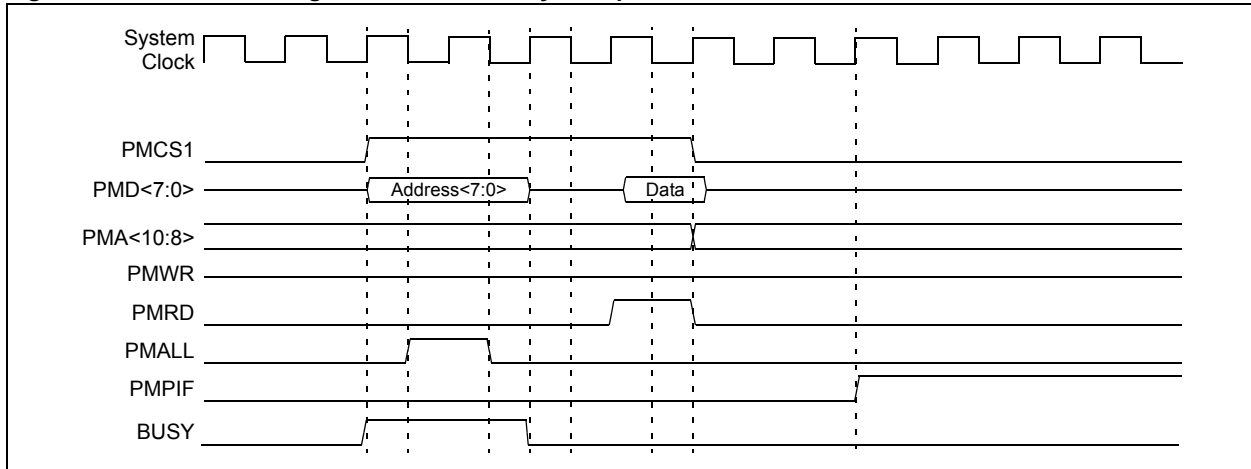 System
Clock
PMCS1
PMD<7:0>
Address<7:0>
Data
PMA<10:8>
PMWR
PMRD
PMALL
PMPIF
BUSY